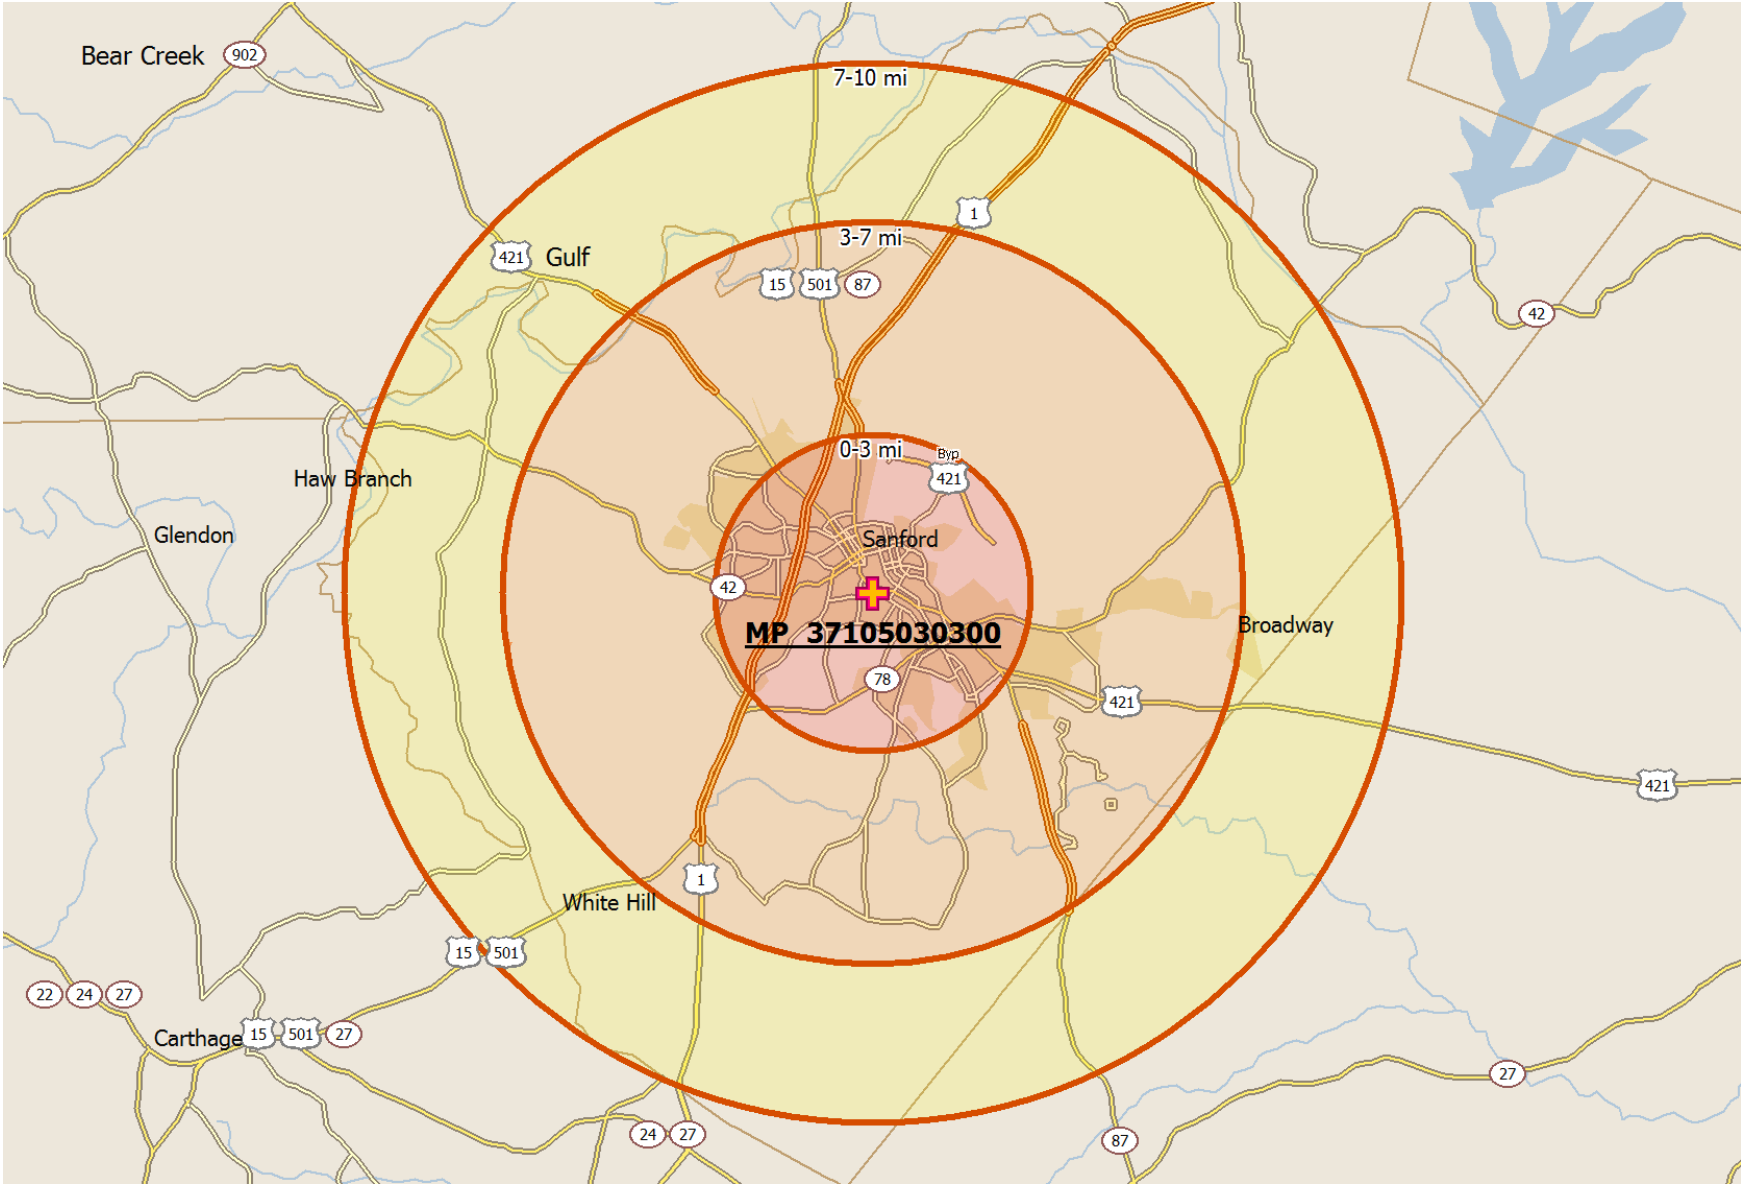 Bear Creek
902
7-10 mi
1
3-7 mi
421
Gulf
15
501
87
42
0-3 mi
Byp
421
Haw Branch
Glendon
Sanford
42
MP 37105030300
Broadway
78
421
421
1
White Hill
15
501
22
24
27
Carthage
15
501
27
27
24
27
87